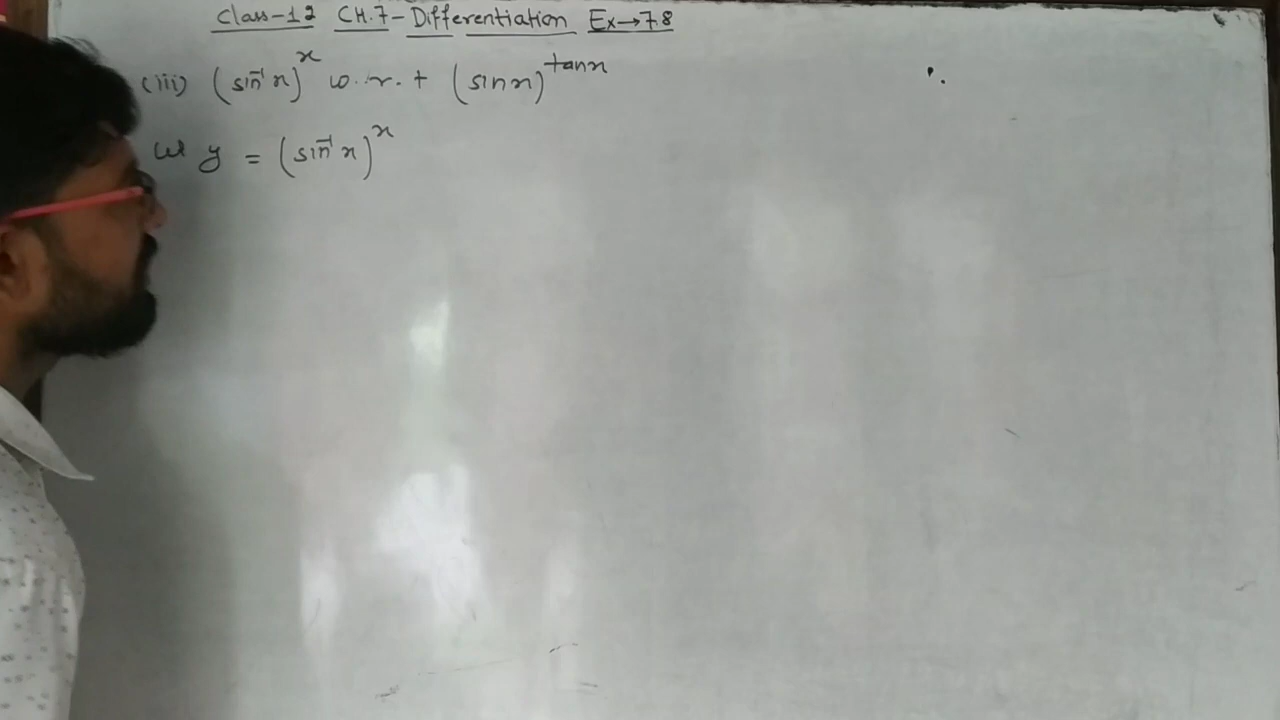 Class-12 CH.7-Differentiation Ex→7.8
(iii) (sin⁻¹x)ˣ w.r.t (sinx)^tanx
let y = (sin⁻¹x)ˣ